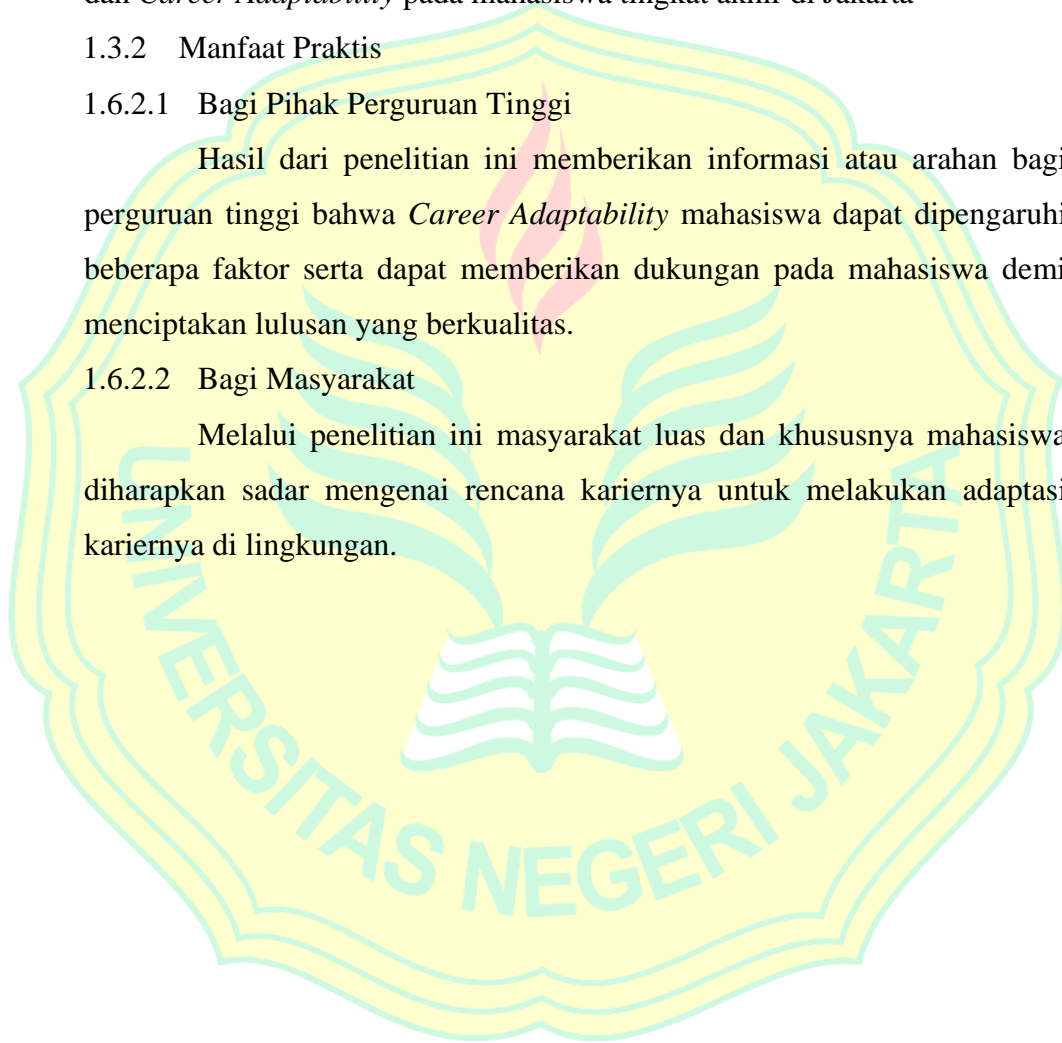 dan Career Adaptability pada mahasiswa tingkat akhir di Jakarta
1.3.2 Manfaat Praktis
1.6.2.1 Bagi Pihak Perguruan Tinggi
Hasil dari penelitian ini memberikan informasi atau arahan bagi
perguruan tinggi bahwa Career Adaptability mahasiswa dapat dipengaruhi
beberapa faktor serta dapat memberikan dukungan pada mahasiswa demi
menciptakan lulusan yang berkualitas.
1.6.2.2 Bagi Masyarakat
Melalui penelitian ini masyarakat luas dan khususnya mahasiswa
diharapkan sadar mengenai rencana kariernya untuk melakukan adaptasi
kariernya di lingkungan.
UNIVERSITAS NEGERI JAKARTA